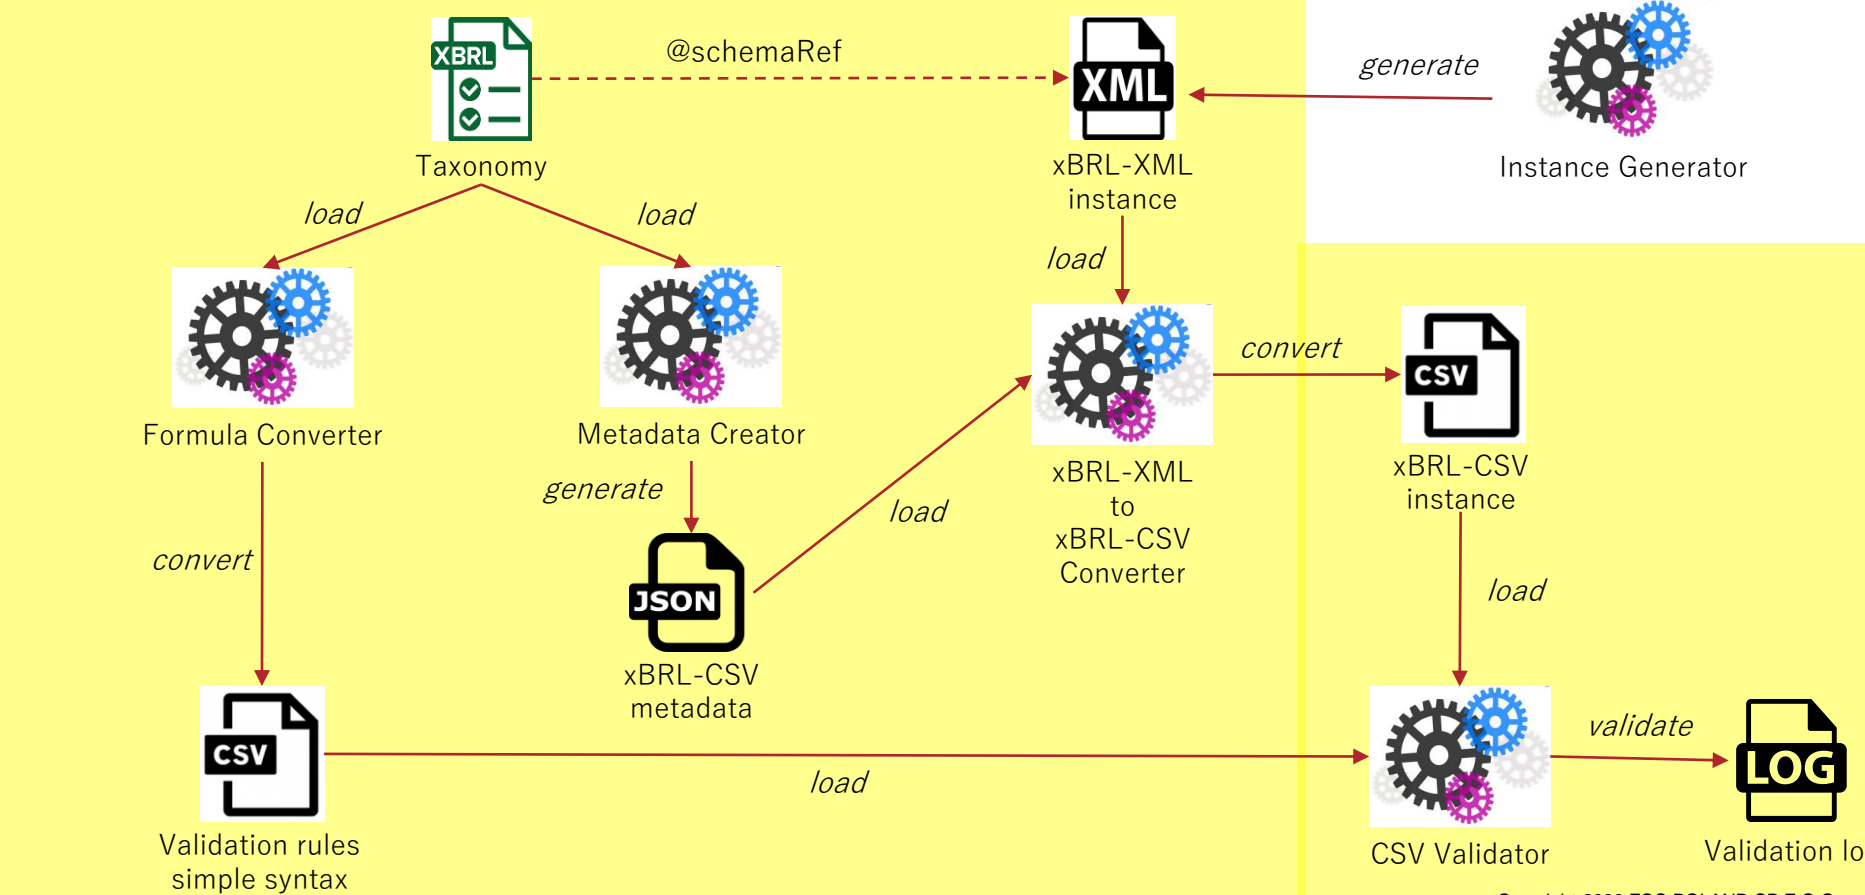 @schemaRef
generate
XBRL
XML
Taxonomy
xBRL-XML
instance
Instance Generator
load
load
load
convert
CSV
Formula Converter
Metadata Creator
xBRL-XML
to
xBRL-CSV
Converter
xBRL-CSV
instance
generate
load
convert
JSON
load
xBRL-CSV
metadata
CSV
load
validate
LOG
Validation rules
simple syntax
CSV Validator
Validation lo